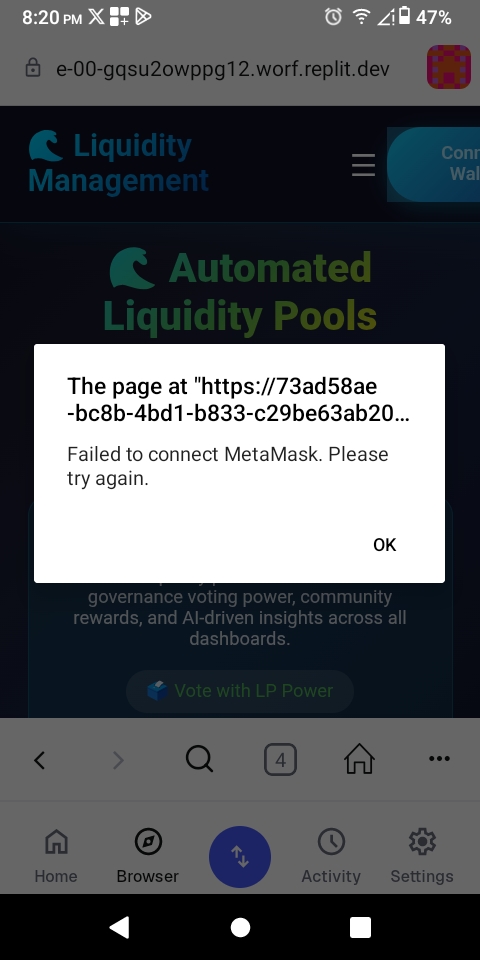 8:20 PM
47%
e-00-gqsu2owppg12.worf.replit.dev
Liquidity
Management
Conn
Wal
Automated
Liquidity Pools
The page at "https://73ad58ae
-bc8b-4bd1-b833-c29be63ab20…
Failed to connect MetaMask. Please
try again.
OK
governance voting power, community
rewards, and AI-driven insights across all
dashboards.
Vote with LP Power
4
Home
Browser
Activity
Settings